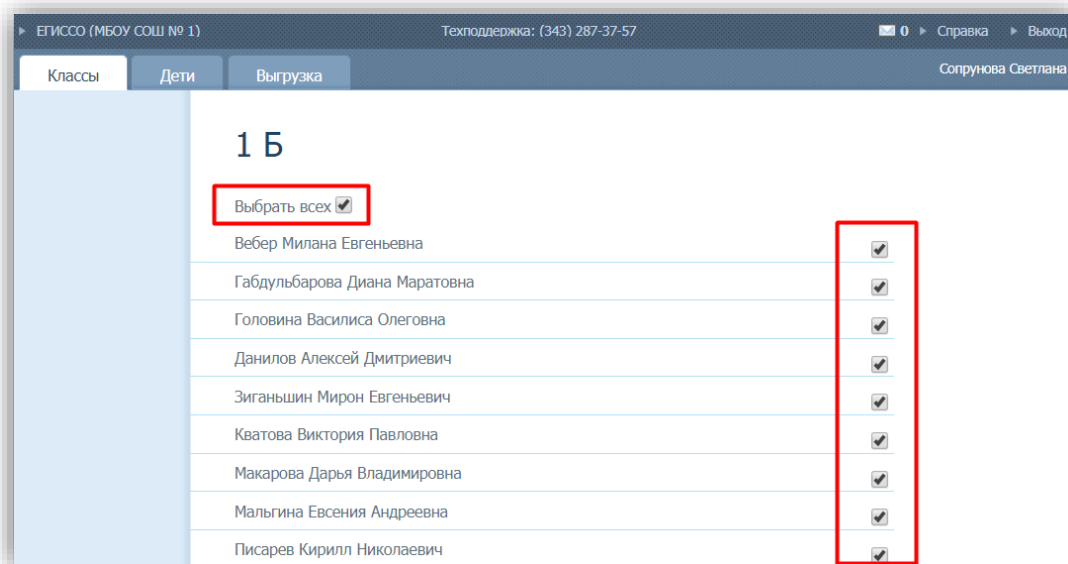 ЕГИССО (МБОУ СОШ № 1) Техподдержка: (343) 287-37-57 0 Справка Выход
Классы Дети Выгрузка Сопрунова Светлана
1 Б
Выбрать всех
Вебер Милана Евгеньевна
Габдульбарова Диана Маратовна
Головина Василиса Олеговна
Данилов Алексей Дмитриевич
Зиганьшин Мирон Евгеньевич
Кватова Виктория Павловна
Макарова Дарья Владимировна
Мальгина Евсения Андреевна
Писарев Кирилл Николаевич